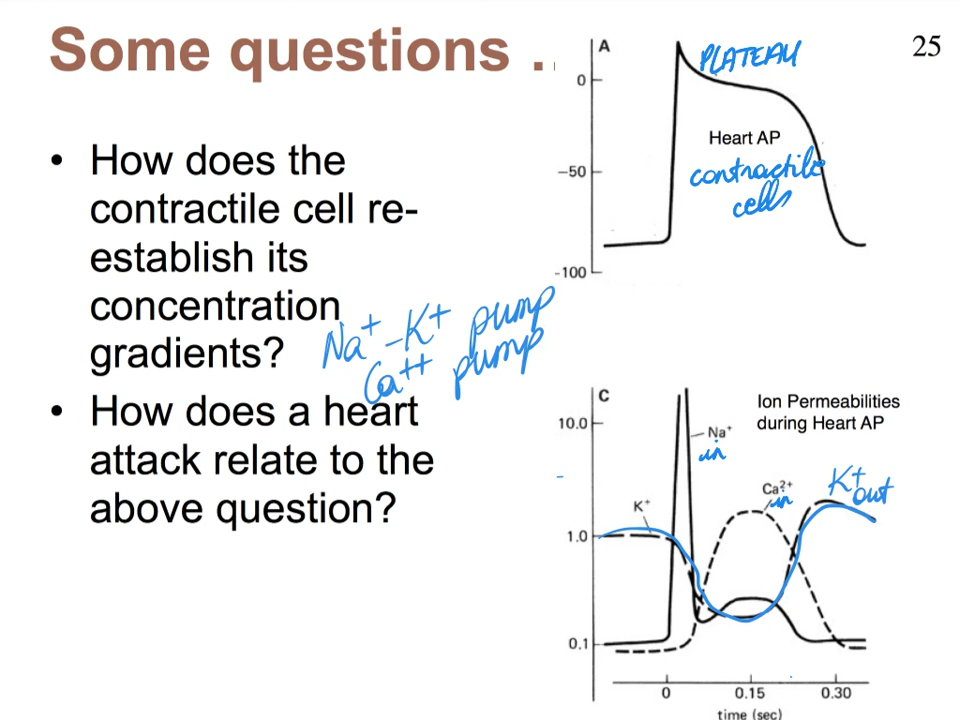 Some questions ..
25
• How does the
contractile cell re-
establish its
concentration
gradients?
Na+-K+ pump
Ca++ pump
• How does a heart
attack relate to the
above question?
A
PLATEAU
0
Heart AP
-50
contractile
cells
-100
C
Ion Permeabilities
during Heart AP
10.0
Na+
in
Ca2+
in
K+
out
K+
1.0
0.1
0 0.15 0.30
time (sec)